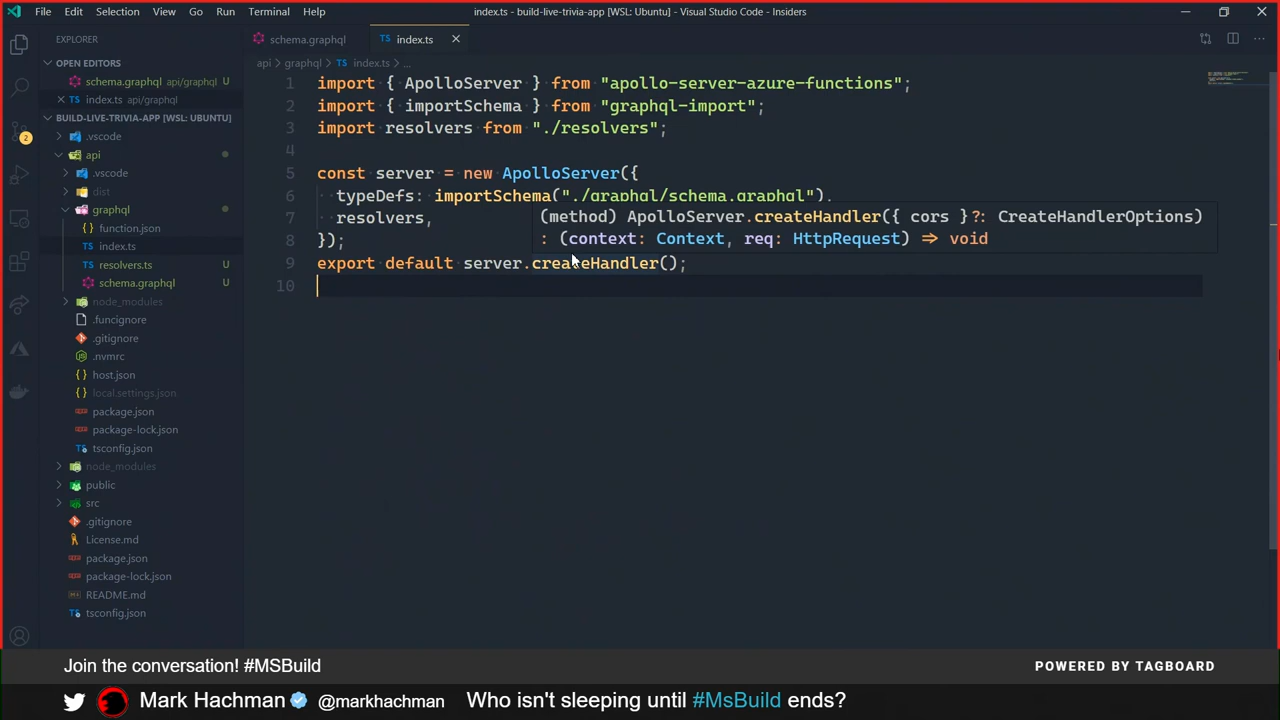 File Edit Selection View Go Run Terminal Help
index.ts - build-live-trivia-app [WSL: Ubuntu] - Visual Studio Code - Insiders
EXPLORER
OPEN EDITORS
schema.graphql api/graphql U
index.ts api/graphql
BUILD-LIVE-TRIVIA-APP [WSL: UBUNTU]
.vscode
api
.vscode
dist
graphql
function.json
index.ts
resolvers.ts U
schema.graphql U
node_modules
.funcignore
.gitignore
.nvmrc
host.json
local.settings.json
package.json
package-lock.json
tsconfig.json
node_modules
public
src
.gitignore
License.md
package.json
package-lock.json
README.md
tsconfig.json
2
schema.graphql
TS index.ts
api > graphql > TS index.ts > ...
1 import { ApolloServer } from "apollo-server-azure-functions";
2 import { importSchema } from "graphql-import";
3 import resolvers from "./resolvers";
4
5 const server = new ApolloServer({
6 typeDefs: importSchema("./graphql/schema.graphql"),
7 resolvers,
8 });
9 export default server.createHandler();
10
(method) ApolloServer.createHandler({ cors }?: CreateHandlerOptions)
: (context: Context, req: HttpRequest) => void
Join the conversation! #MSBuild
POWERED BY TAGBOARD
Mark Hachman @markhachman Who isn't sleeping until #MsBuild ends?